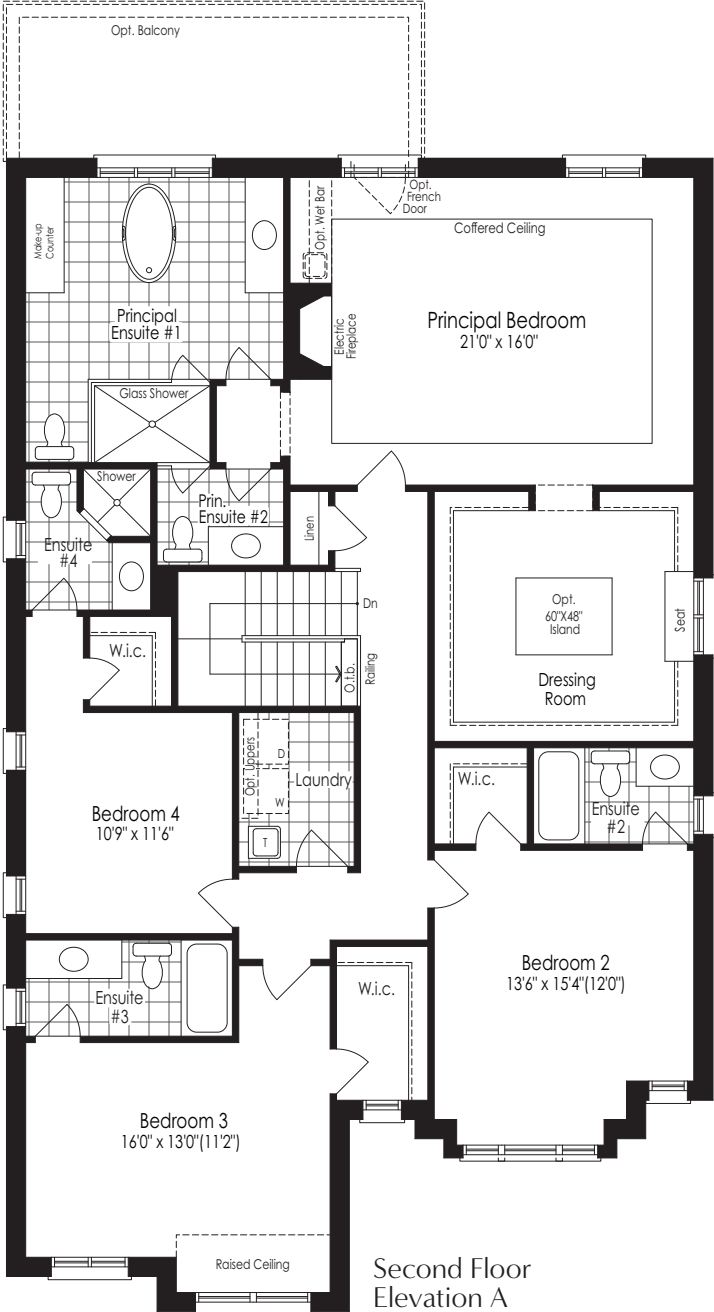 Opt. Balcony
Opt.
French
Door
Make-up
Counter
Opt. Wet Bar
Coffered Ceiling
Principal
Ensuite #1
Electric
Fireplace
Principal Bedroom
21'0" x 16'0"
Glass Shower
Shower
Prin.
Ensuite #2
Linen
Ensuite
#4
Dn
Opt.
60"X48"
Island
Seat
W.i.c.
O.t.b.
Railing
Dressing
Room
Opt. Uppers
D
W
T
Laundry
W.i.c.
Ensuite
#2
Bedroom 4
10'9" x 11'6"
Bedroom 2
13'6" x 15'4"(12'0")
Ensuite
#3
W.i.c.
Bedroom 3
16'0" x 13'0"(11'2")
Raised Ceiling
Second Floor
Elevation A